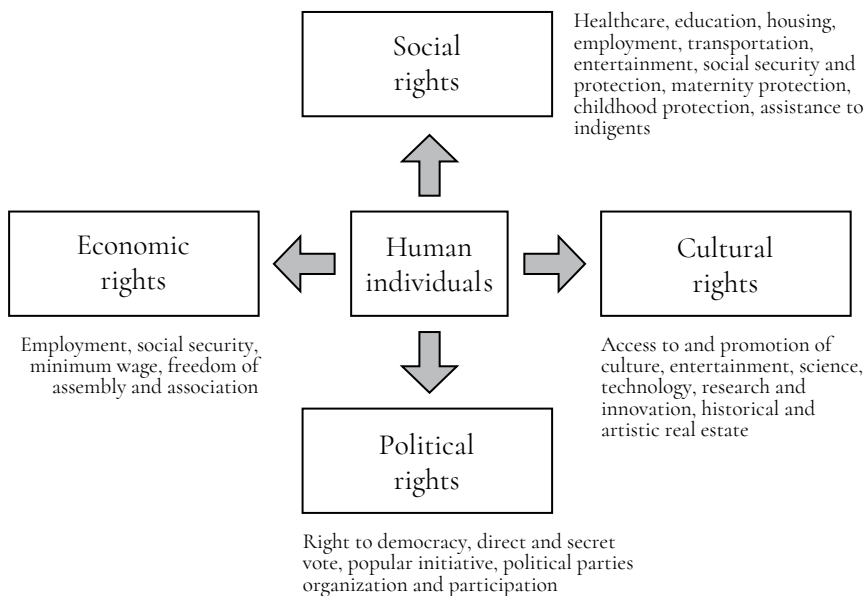 Social
rights
Healthcare, education, housing,
employment, transportation,
entertainment, social security and
protection, maternity protection,
childhood protection, assistance to
indigents
Economic
rights
Human
individuals
Cultural
rights
Employment, social security,
minimum wage, freedom of
assembly and association
Access to and promotion of
culture, entertainment, science,
technology, research and
innovation, historical and
artistic real estate
Political
rights
Right to democracy, direct and secret
vote, popular initiative, political parties
organization and participation